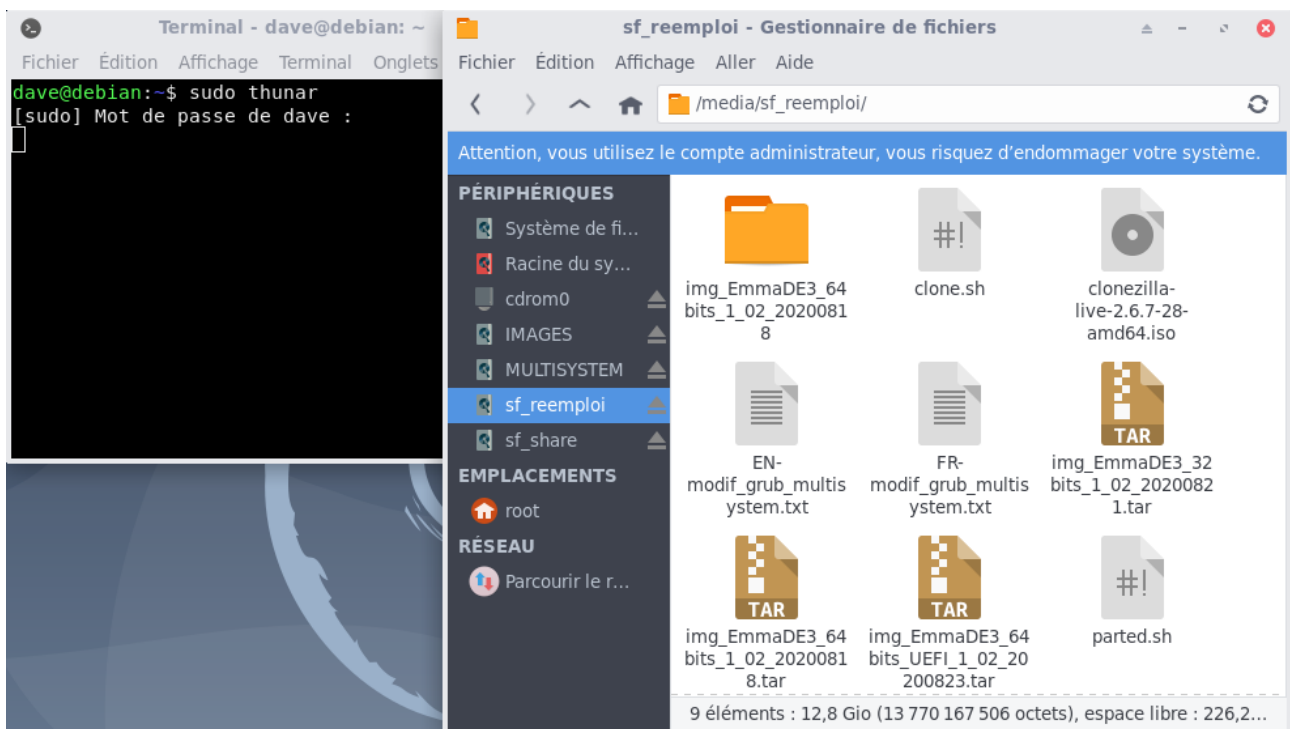 Terminal - dave@debian: ~
Fichier Édition Affichage Terminal Onglets
dave@debian:~$ sudo thunar
[sudo] Mot de passe de dave :
sf_reemploi - Gestionnaire de fichiers
Fichier Édition Affichage Aller Aide
/media/sf_reemploi/
Attention, vous utilisez le compte administrateur, vous risquez d'endommager votre système.
PÉRIPHÉRIQUES
Système de fi...
Racine du sy...
cdrom0
IMAGES
MULTISYSTEM
sf_reemploi
sf_share
EMPLACEMENTS
root
RÉSEAU
Parcourir le r...
img_EmmaDE3_64
bits_1_02_2020081
8
#!
clone.sh
clonezilla-
live-2.6.7-28-
amd64.iso
EN-
modif_grub_multis
ystem.txt
FR-
modif_grub_multis
ystem.txt
TAR
img_EmmaDE3_32
bits_1_02_2020082
1.tar
TAR
img_EmmaDE3_64
bits_1_02_2020081
8.tar
TAR
img_EmmaDE3_64
bits_UEFI_1_02_20
200823.tar
#!
parted.sh
9 éléments : 12,8 Gio (13 770 167 506 octets), espace libre : 226,2...